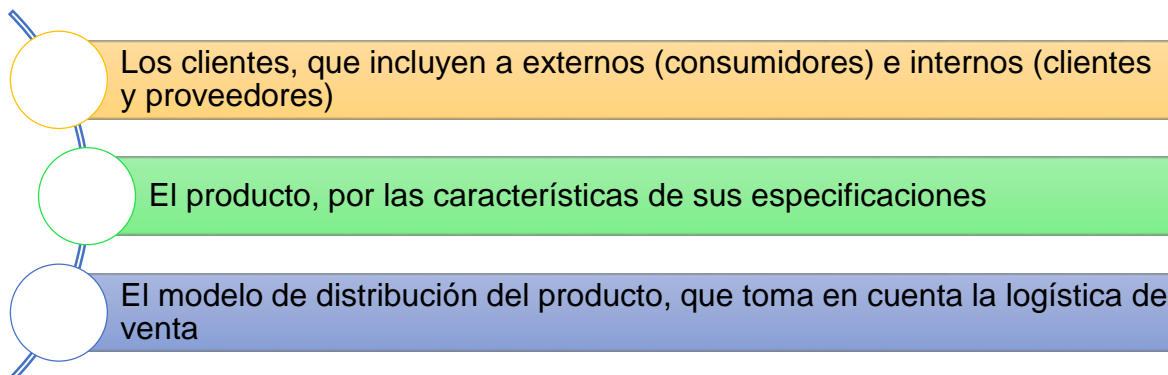 Los clientes, que incluyen a externos (consumidores) e internos (clientes
y proveedores)
El producto, por las características de sus especificaciones
El modelo de distribución del producto, que toma en cuenta la logística de
venta